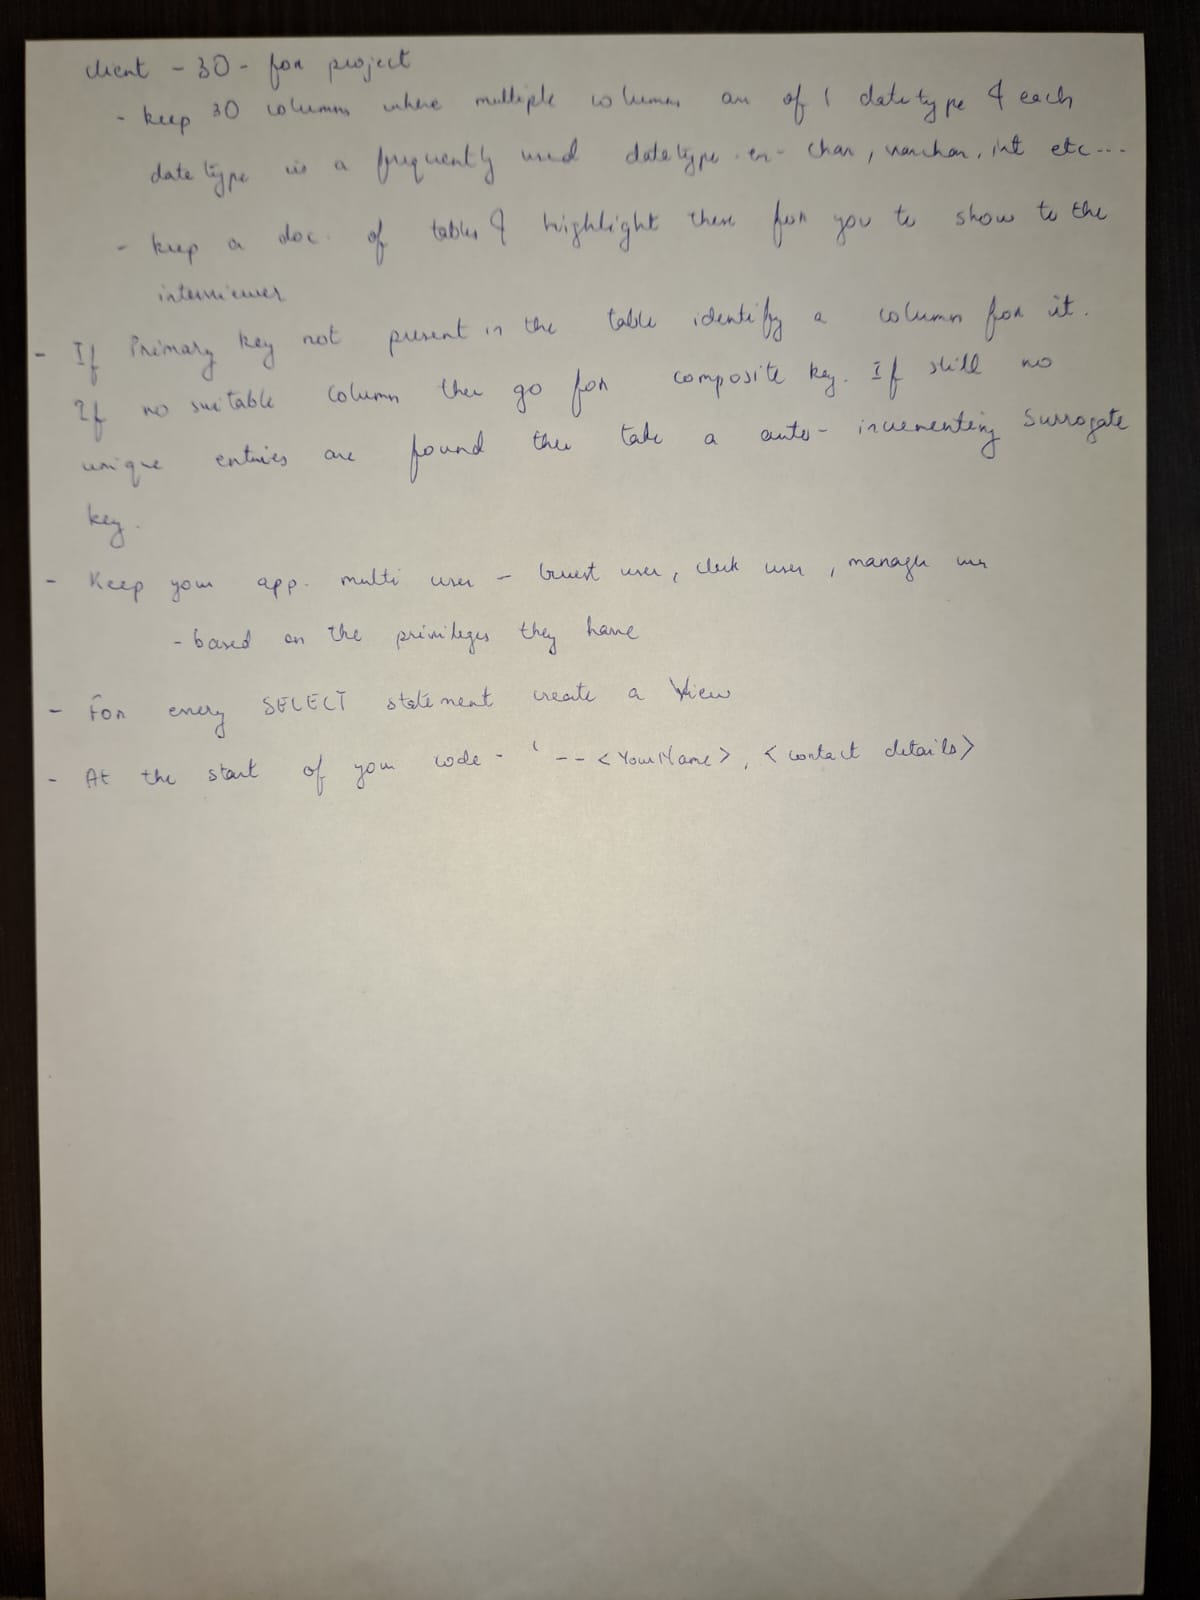 client - 30 - for project
- keep 30 columns where multiple columns are of 1 datatype & each
datatype is a frequently used datatype. ex- char, varchar, int etc...
- keep a doc. of tables & highlight these for you to show to the
interviewer
- If Primary key not present in the table identify a column for it.
If no suitable column then go for composite key. If still no
unique entries are found then take a auto-incrementing surrogate
key.
- Keep your app. multi user - Guest user, clerk user, manager user
- based on the privileges they have
- For every SELECT statement create a View
- At the start of your code - ' -- <YourName>, <contact details>